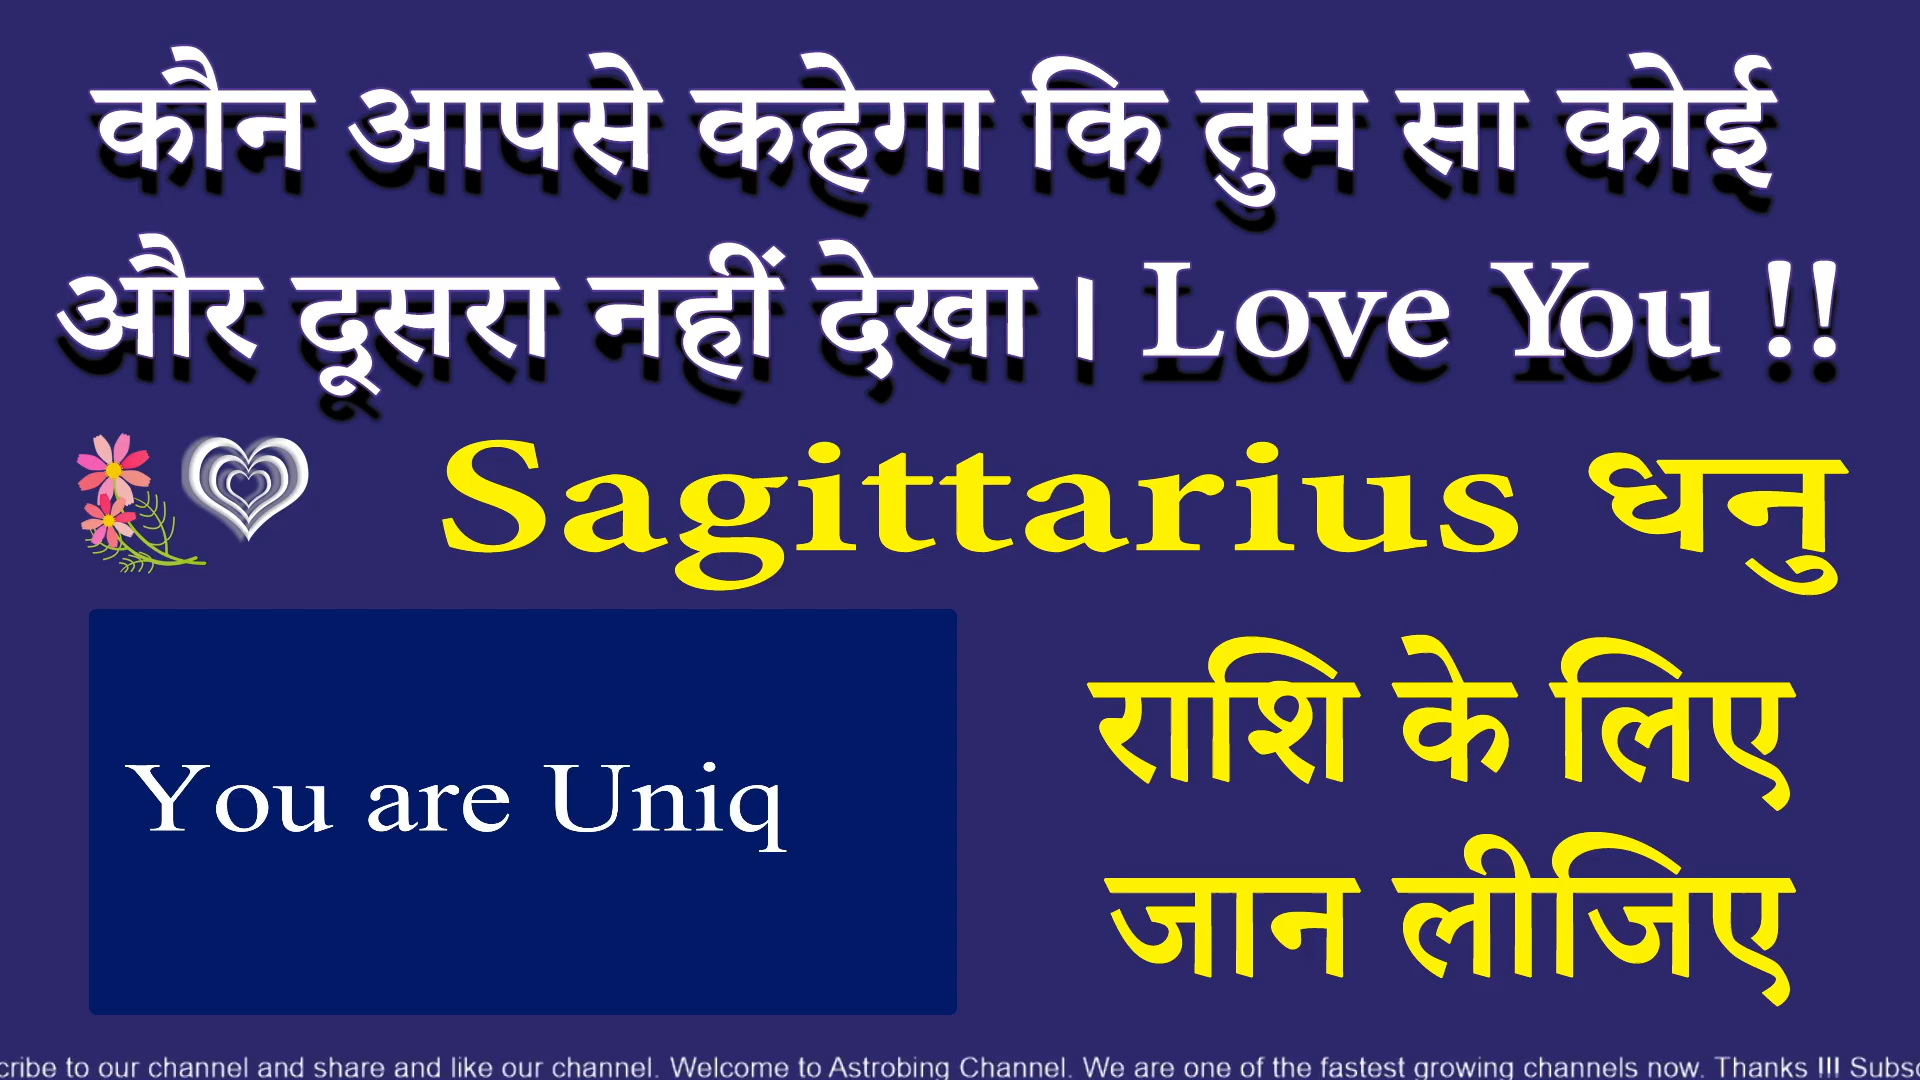 कौन आपसे कहेगा कि तुम सा कोई
और दूसरा नहीं देखा । Love You !!
Sagittarius धनु
राशि के लिए
जान लीजिए
You are Uniq
cribe to our channel and share and like our channel. Welcome to Astrobing Channel. We are one of the fastest growing channels now. Thanks !!! Subsc